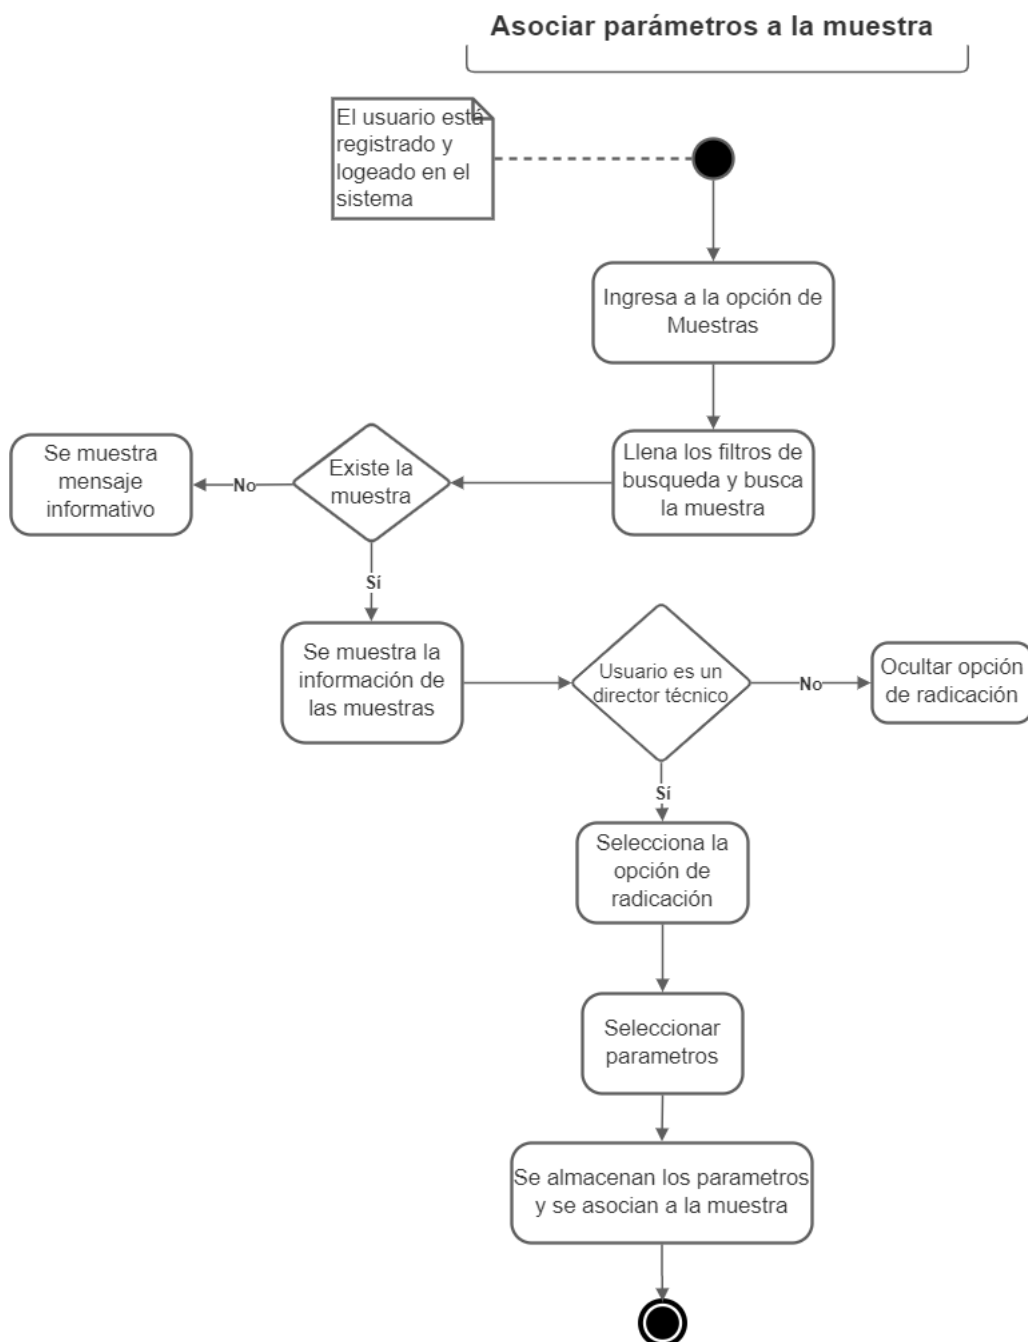 Asociar parámetros a la muestra
El usuario está
registrado y
logeado en el
sistema
Ingresa a la opción de
Muestras
Llena los filtros de
busqueda y busca
la muestra
Existe la
muestra
No
Se muestra
mensaje
informativo
Sí
Se muestra la
información de
las muestras
Usuario es un
director técnico
No
Ocultar opción
de radicación
Sí
Selecciona la
opción de
radicación
Seleccionar
parametros
Se almacenan los parametros
y se asocian a la muestra